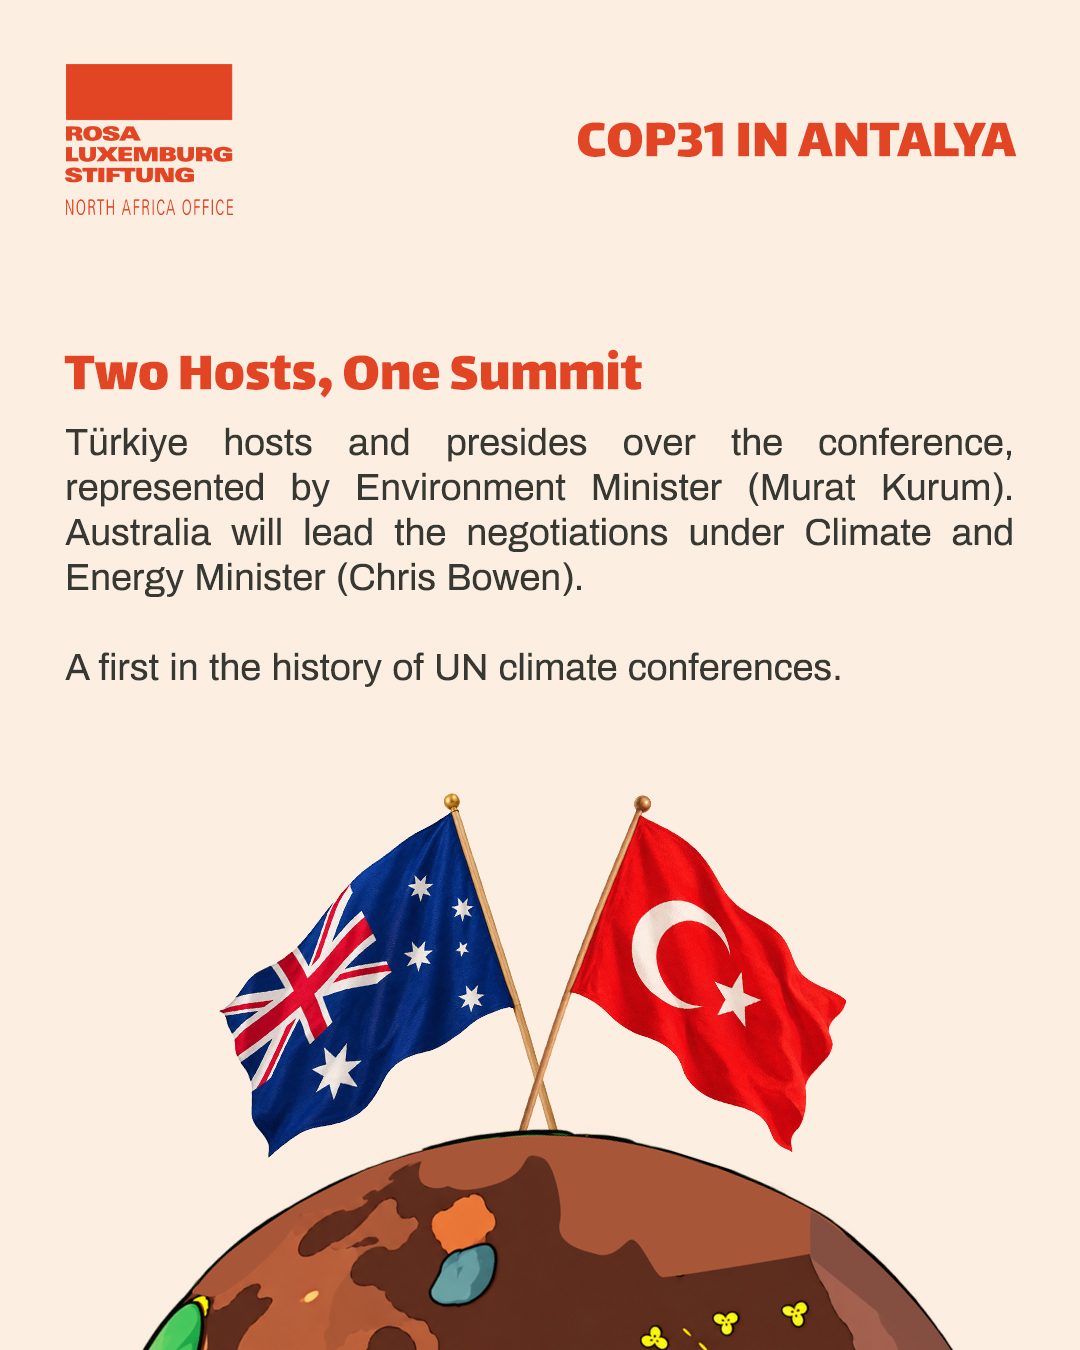 ROSA
LUXEMBURG
STIFTUNG
NORTH AFRICA OFFICE
COP31 IN ANTALYA
Two Hosts, One Summit
Türkiye hosts and presides over the conference,
represented by Environment Minister (Murat Kurum).
Australia will lead the negotiations under Climate and
Energy Minister (Chris Bowen).
A first in the history of UN climate conferences.